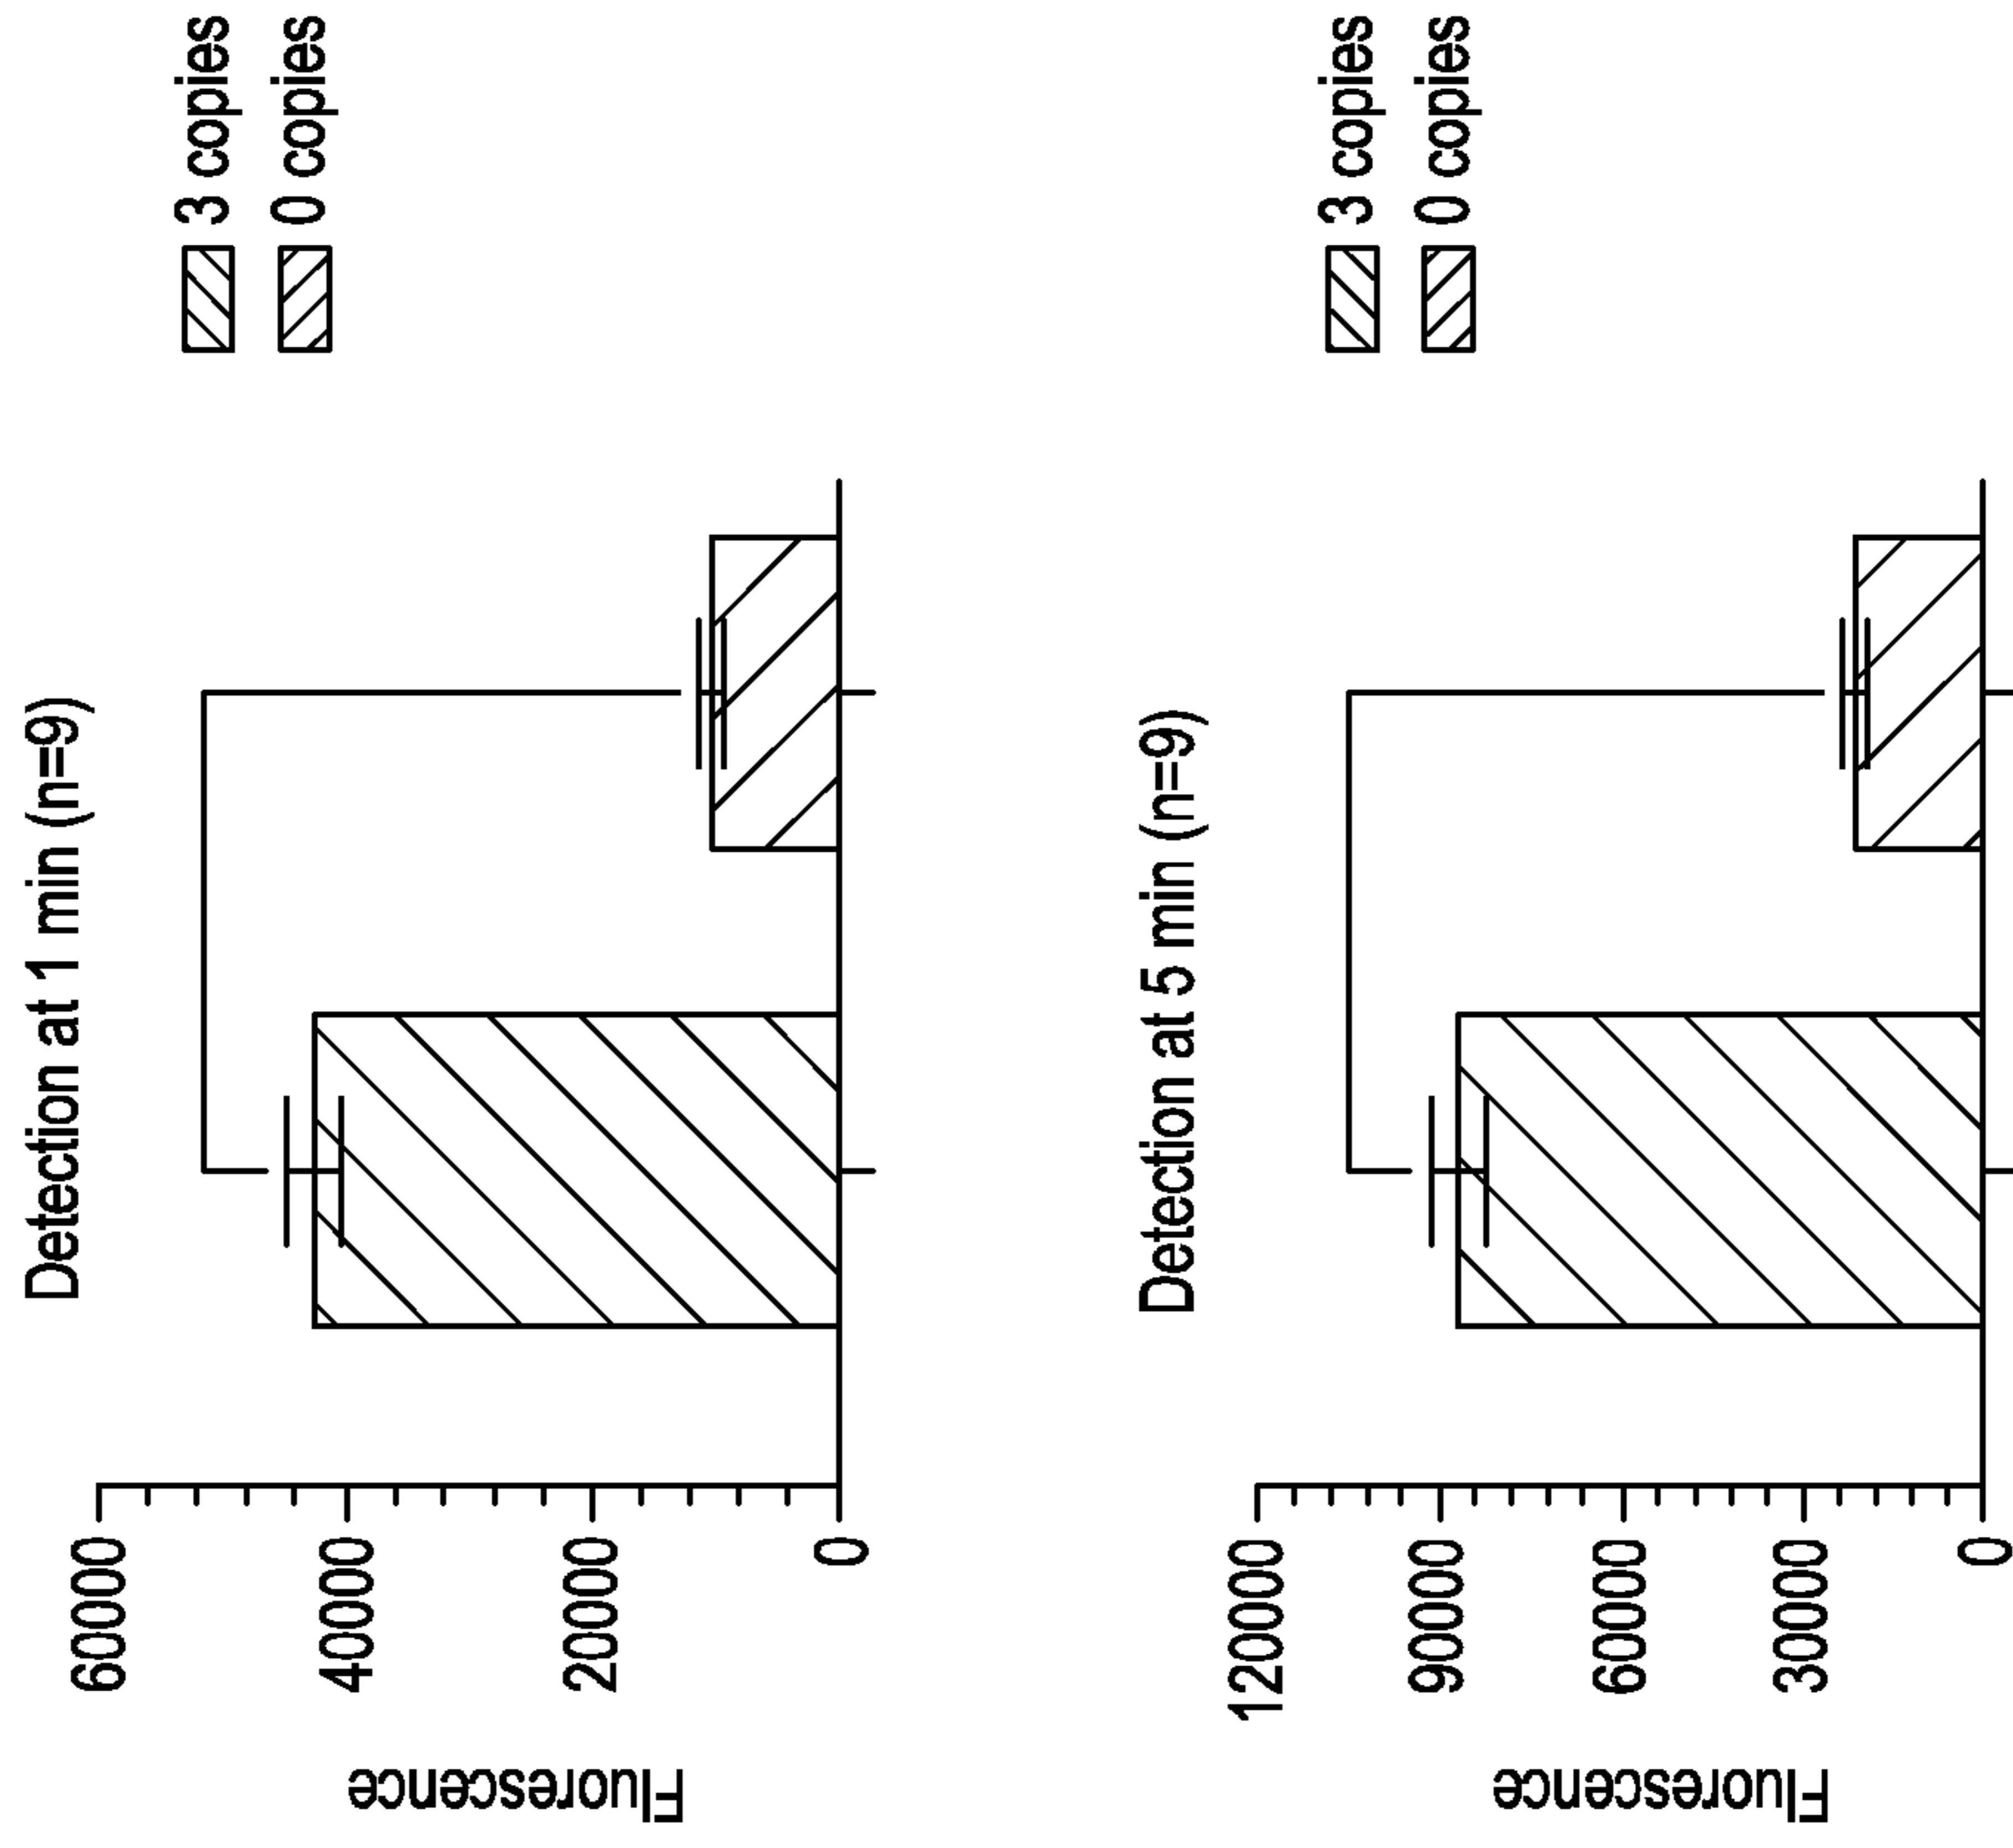 Detection at 1 min (n=9)
3 copies
0 copies
60000
40000
20000
0
Fluorescence
Detection at 5 min (n=9)
3 copies
0 copies
120000
90000
60000
30000
0
Fluorescence